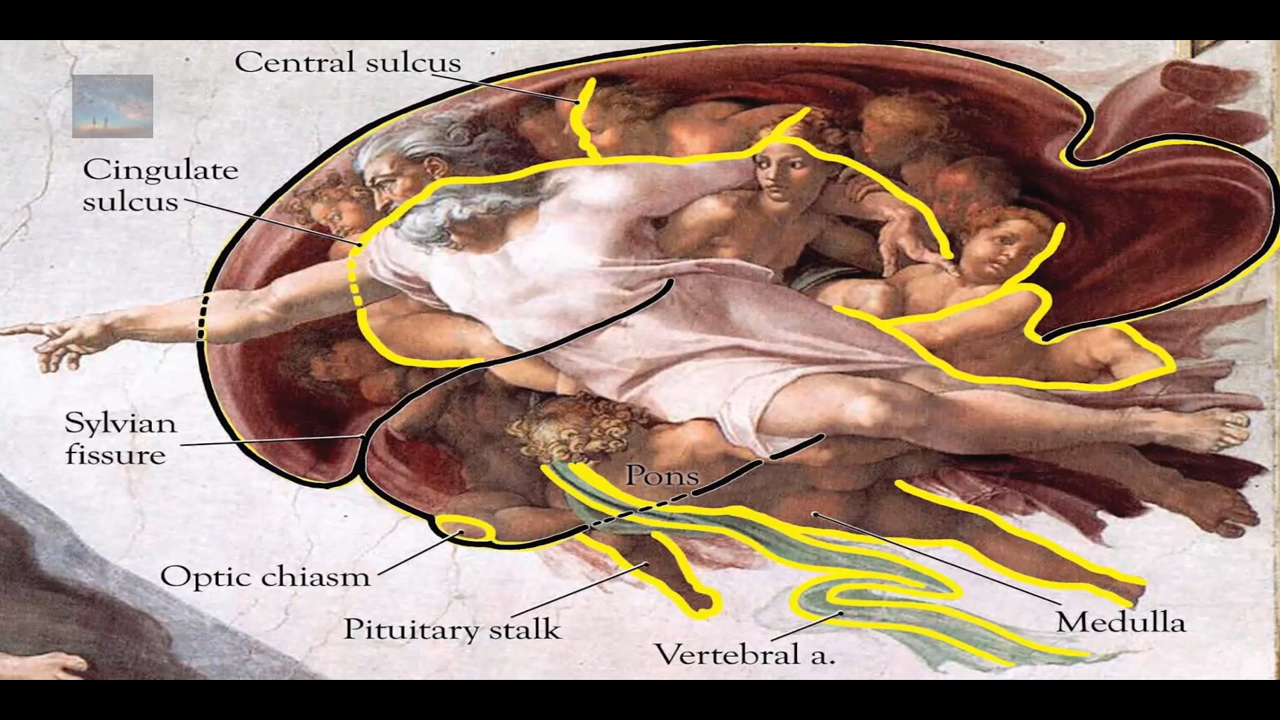 Central sulcus
Cingulate
sulcus
Sylvian
fissure
Pons
Optic chiasm
Pituitary stalk
Medulla
Vertebral a.